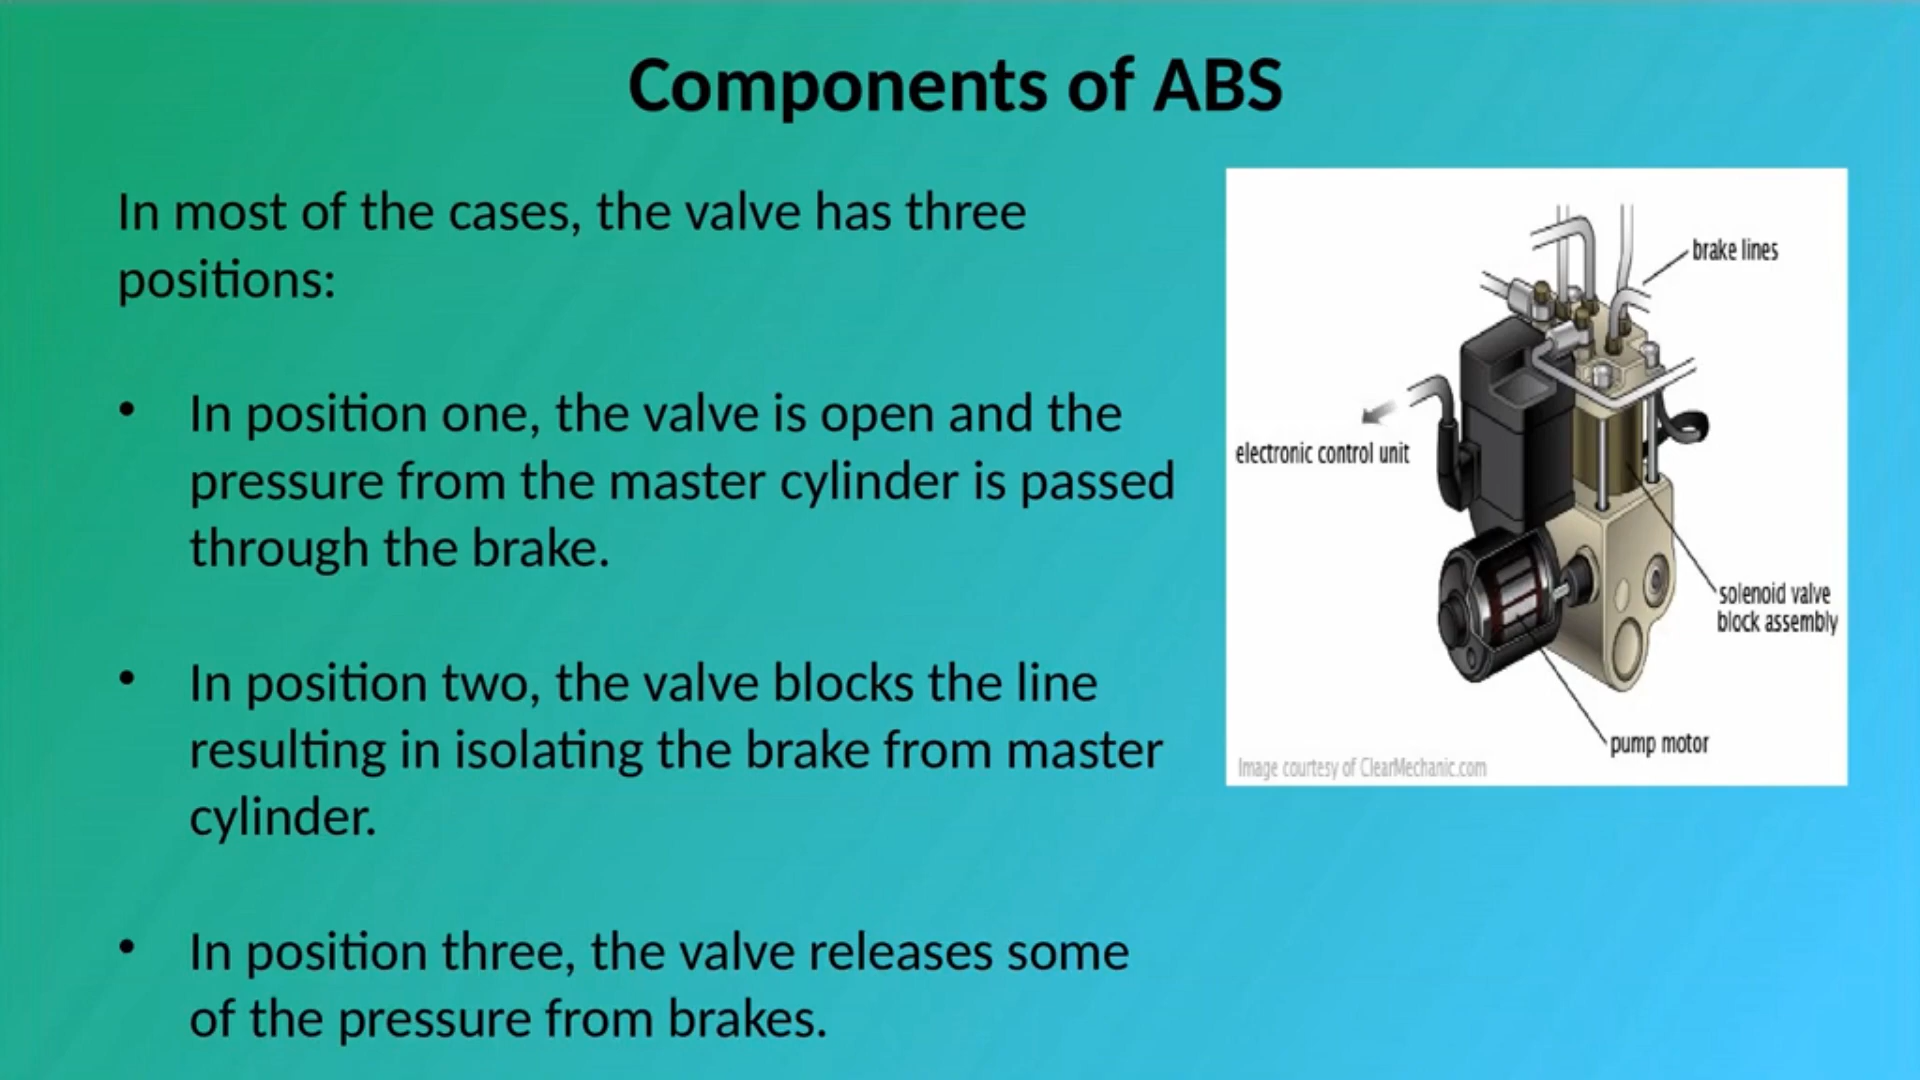 Components of ABS
In most of the cases, the valve has three
positions:
• In position one, the valve is open and the
pressure from the master cylinder is passed
through the brake.
• In position two, the valve blocks the line
resulting in isolating the brake from master
cylinder.
• In position three, the valve releases some
of the pressure from brakes.
brake lines
electronic control unit
solenoid valve
block assembly
pump motor
Image courtesy of ClearMechanic.com